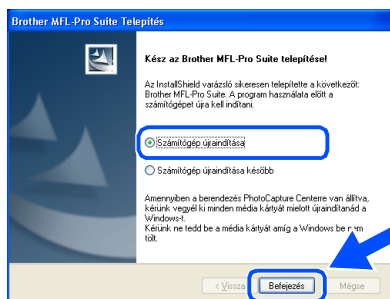 Brother MFL-Pro Suite Telepítés
Kész az Brother MFL-Pro Suite telepítése!
Az InstallShield varázsló sikeresen telepítette a következőt:
Brother MFL-Pro Suite. A program használata előtt a
számítógépet újra kell indítani.
Számítógép újraindítása
Számítógép újraindítása később
Amennyiben a berendezés PhotoCapture Centerre van állítva,
kérünk vegyél ki minden média kártyát mielott újraindítanád a
Windows-t.
Kérünk ne tedd be a média kártyát amíg a Windows be nem
tölt.
< Vissza
Befejezés
Mégse